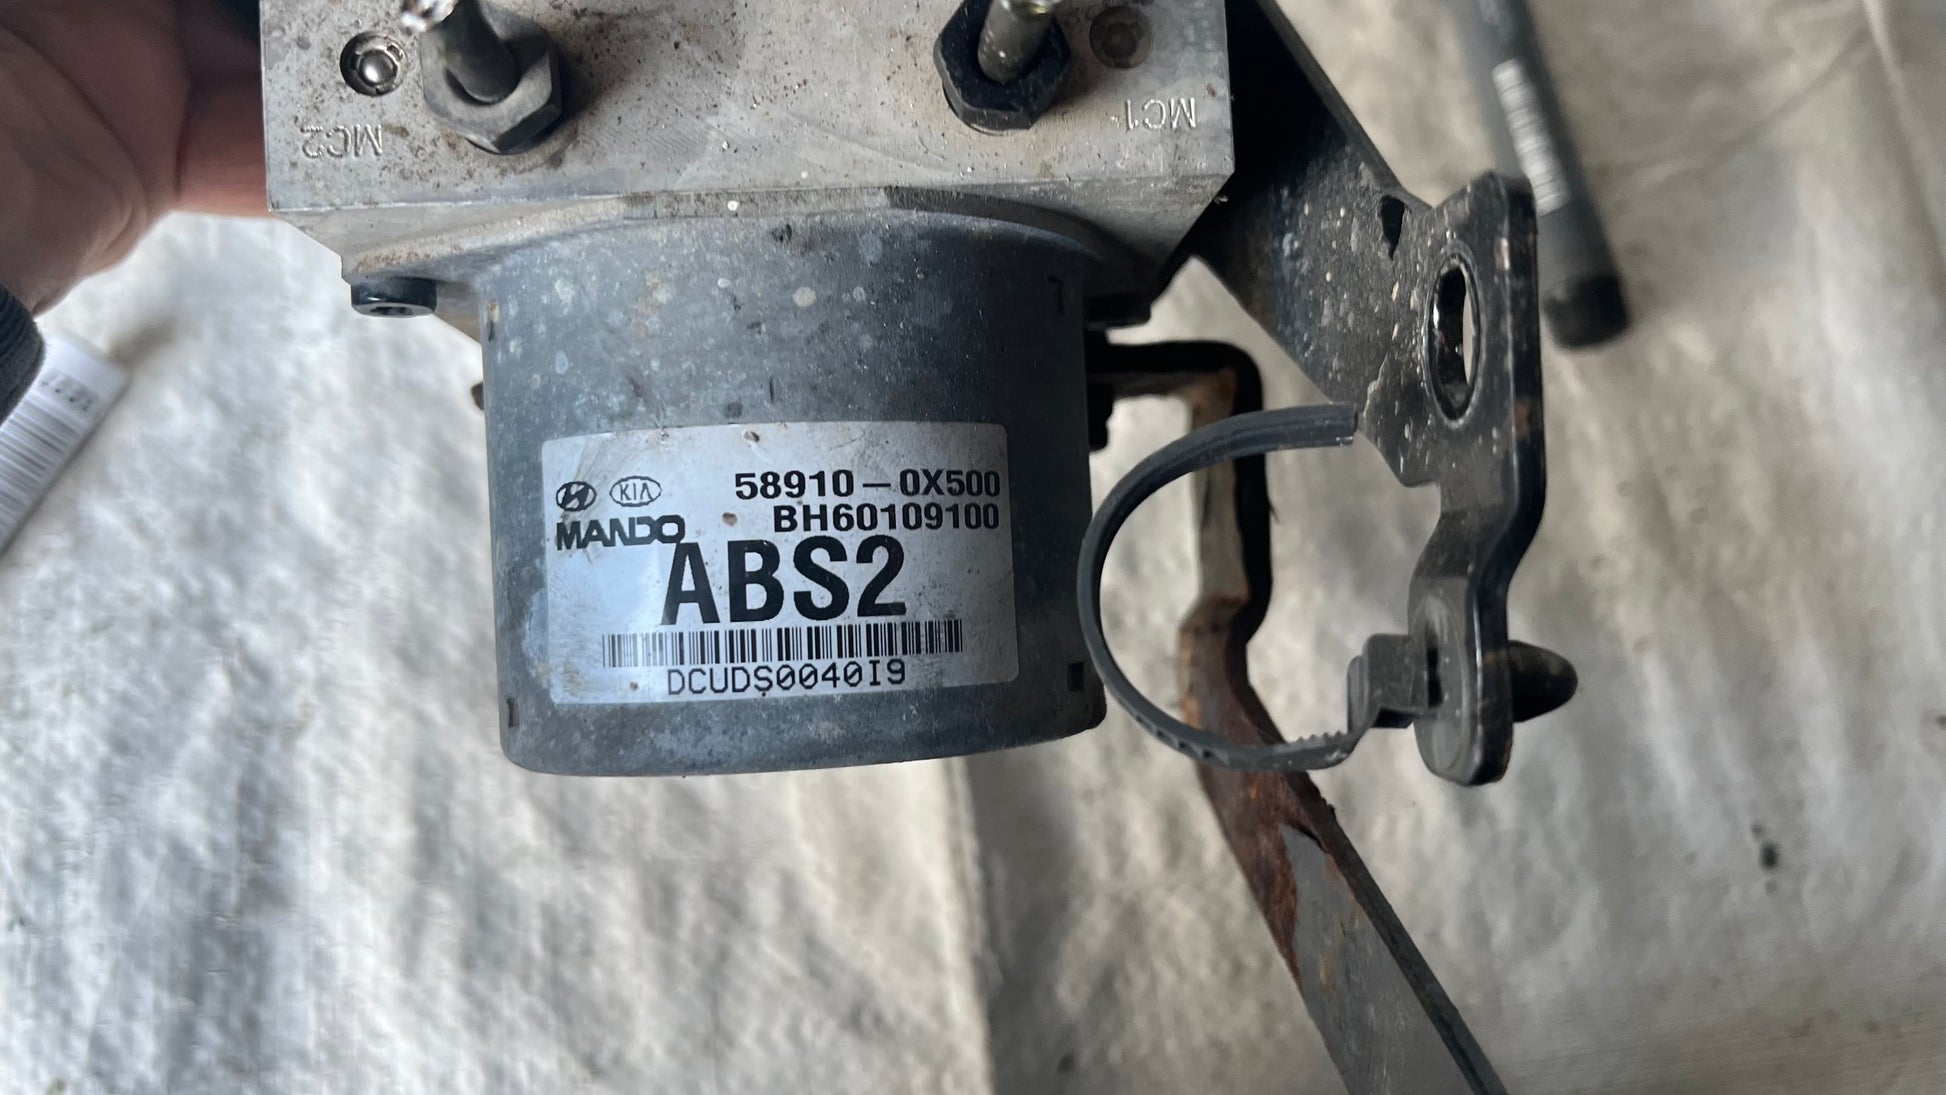 MC2
MC1
KIA
58910-0X500
MANDO
BH60109100
ABS2
DCUDS0040I9